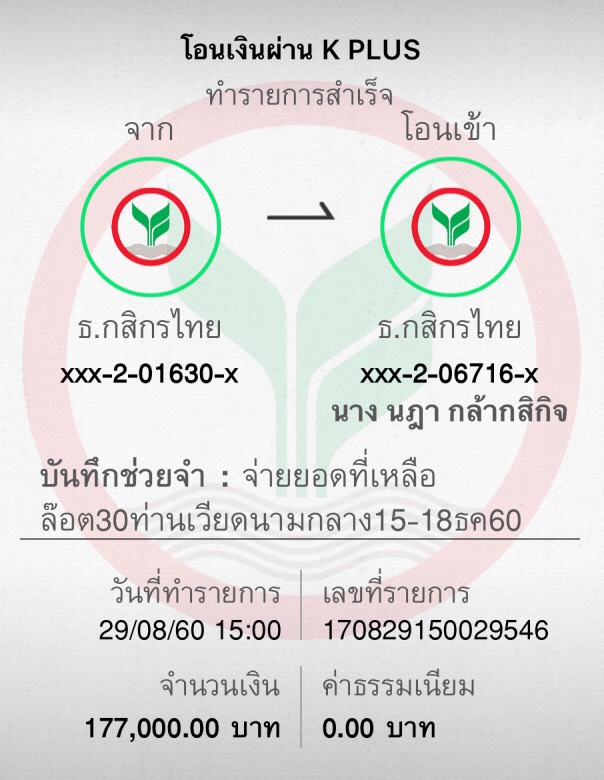 โอนเงินผ่าน K PLUS
ทำรายการสำเร็จ
จาก
โอนเข้า
ธ.กสิกรไทย
ธ.กสิกรไทย
xxx-2-01630-x
xxx-2-06716-x
นาง นฎา กล้ากสิกิจ
บันทึกช่วยจำ : จ่ายยอดที่เหลือ
ล๊อต30ท่านเวียดนามกลาง15-18ธค60
วันที่ทำรายการ
เลขที่รายการ
29/08/60 15:00
170829150029546
จำนวนเงิน
ค่าธรรมเนียม
177,000.00 บาท
0.00 บาท